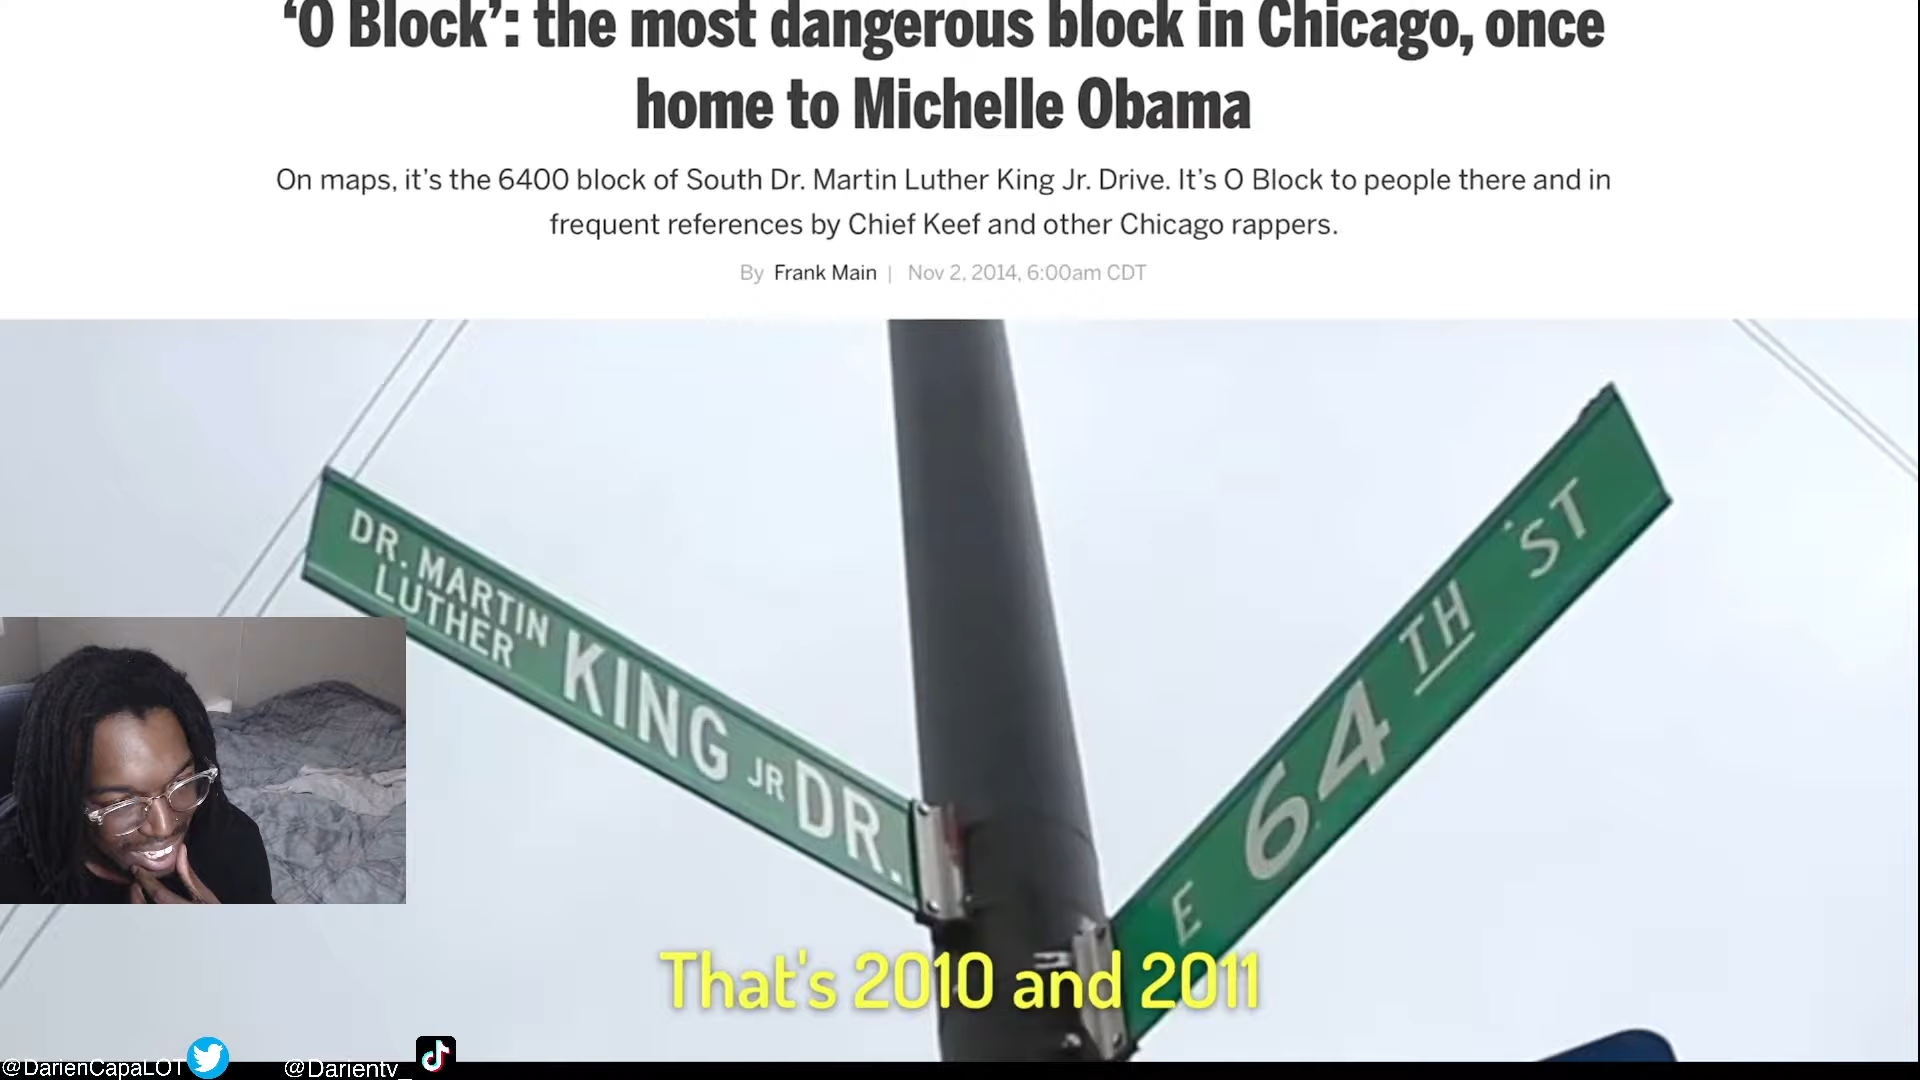 ‘O Block’: the most dangerous block in Chicago, once
home to Michelle Obama
On maps, it’s the 6400 block of South Dr. Martin Luther King Jr. Drive. It’s O Block to people there and in
frequent references by Chief Keef and other Chicago rappers.
By Frank Main | Nov 2, 2014, 6:00am CDT
DR. MARTIN
LUTHER KING JR DR.
E 64TH ST
That's 2010 and 2011
@DarienCapaLOT @Darientv_